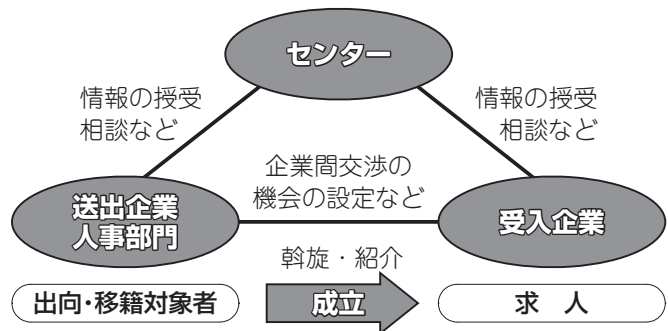 センター
情報の授受
相談など
情報の授受
相談など
企業間交渉の
機会の設定など
送出企業
人事部門
受入企業
斡旋・紹介
出向・移籍対象者
成立
求　人